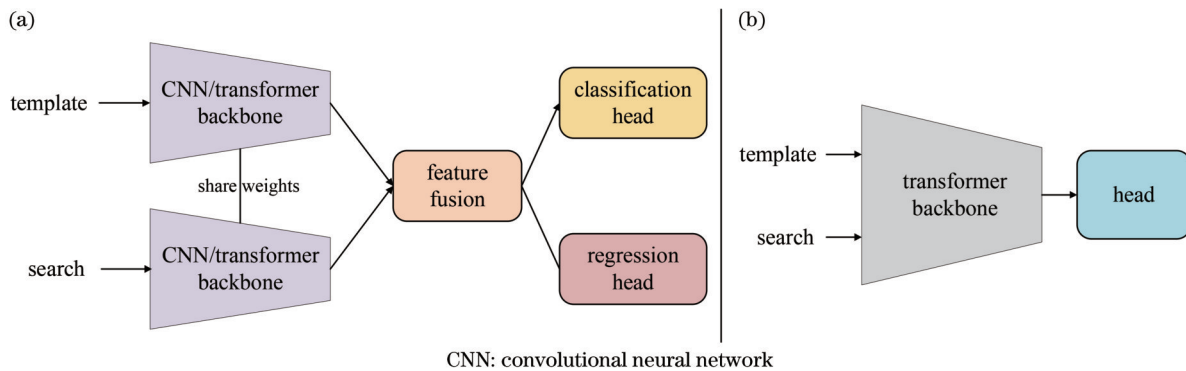 (a)
template
CNN/transformer
backbone
share weights
search
CNN/transformer
backbone
feature
fusion
classification
head
regression
head
(b)
template
search
transformer
backbone
head
CNN: convolutional neural network